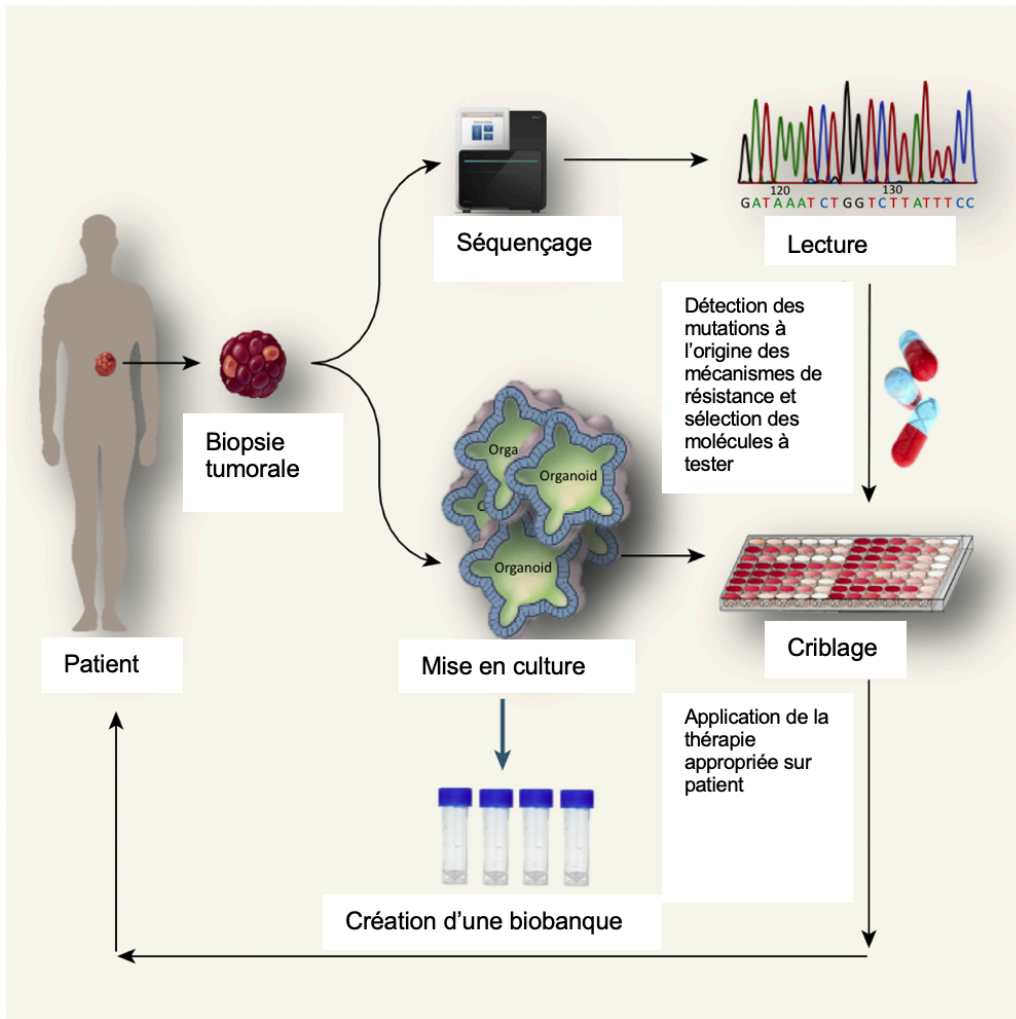 120
130
GATAAATCTGGTCTTATTTCC
Séquençage
Lecture
Détection des
mutations à
l'origine des
mécanismes de
résistance et
sélection des
molécules à
tester
Biopsie
tumorale
Orga
Organoid
Organoid
Patient
Mise en culture
Criblage
Application de la
thérapie
appropriée sur
patient
Création d'une biobanque